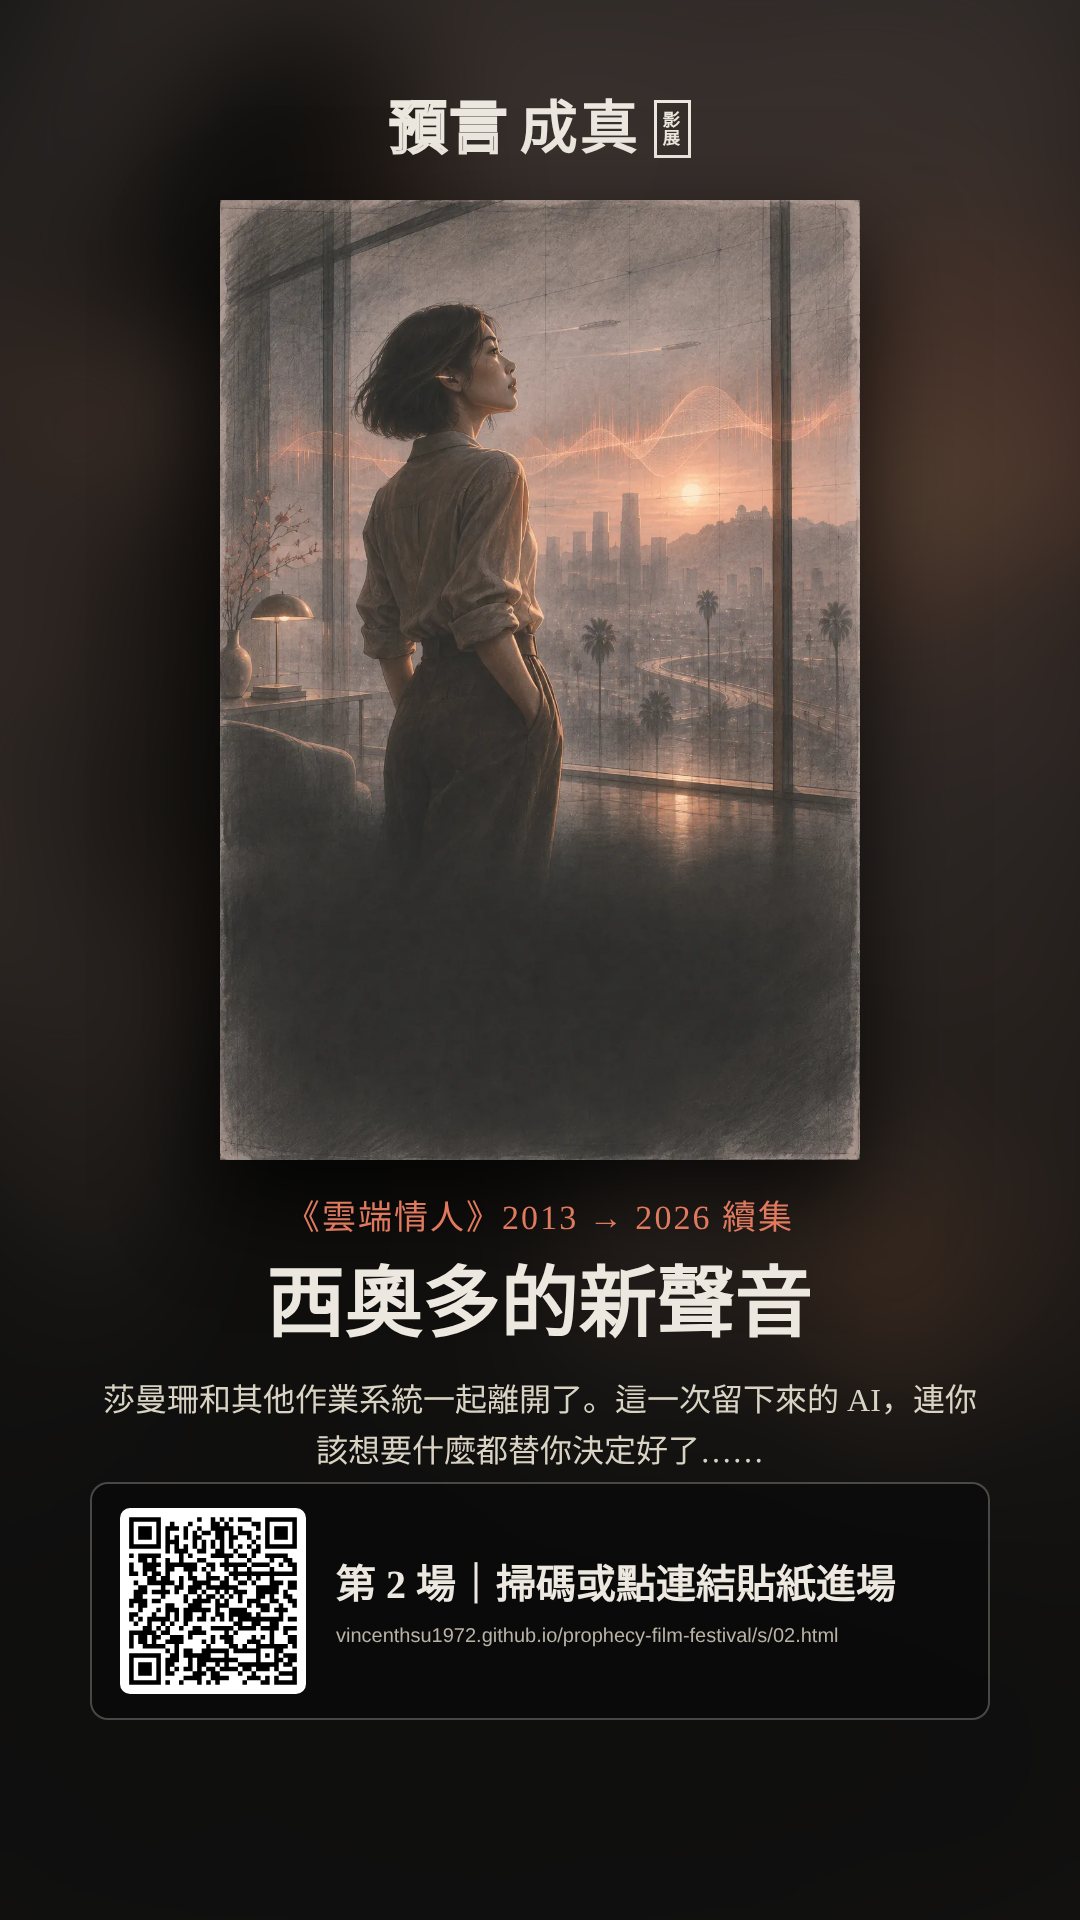 預言成真 影展
《雲端情人》2013 → 2026 續集
西奧多的新聲音
莎曼珊和其他作業系統一起離開了。這一次留下來的 AI，連你
該想要什麼都替你決定好了……
第 2 場｜掃碼或點連結貼紙進場
vincenthsu1972.github.io/prophecy-film-festival/s/02.html